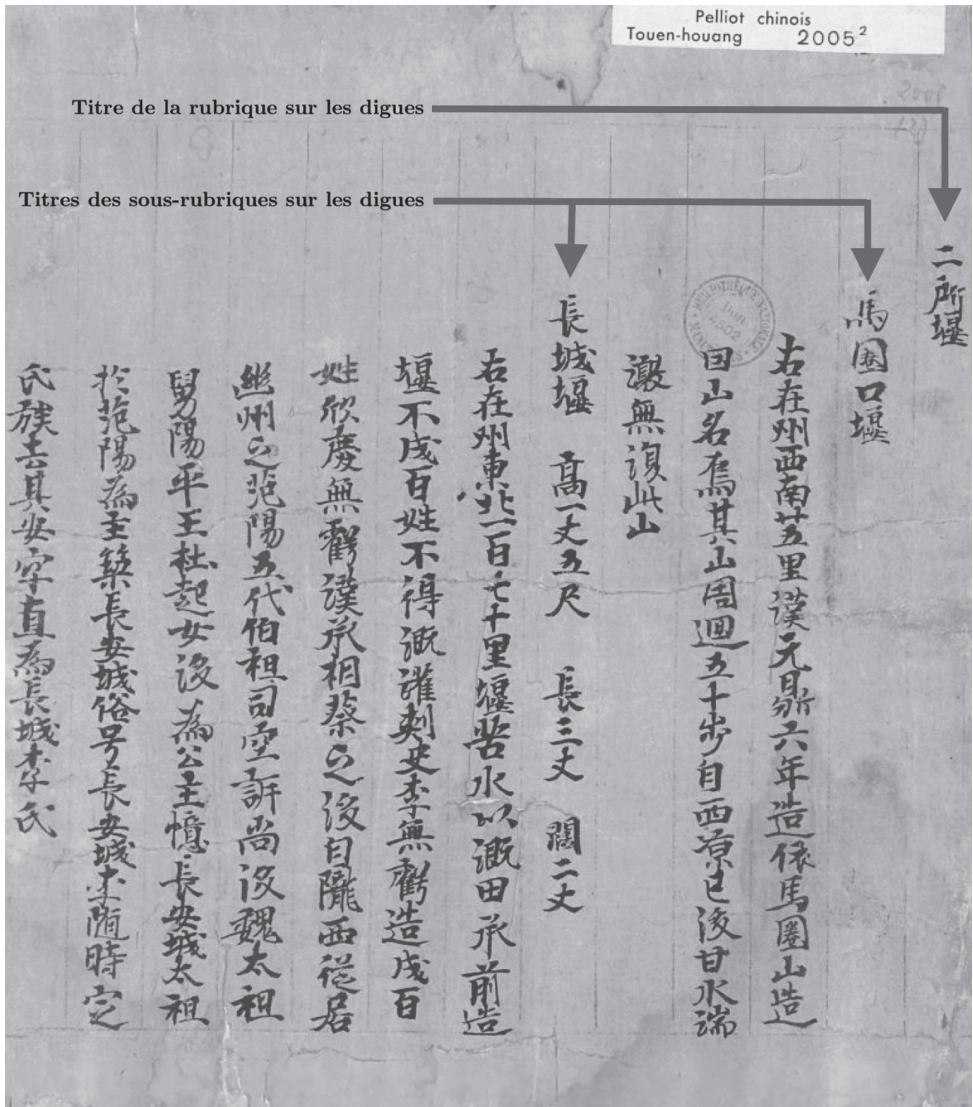 Pelliot chinois
Touen-houang 2005²
Titre de la rubrique sur les digues
Titres des sous-rubriques sur les digues
二所堰
馬圈口堰
右在州西南廿五里漢元鼎六年造依馬圈山造
因山名焉其山周迴五十步自西涼已後甘水湍
激無復此山
長城堰 高一丈五尺 長三丈 闊二丈
右在州東北一百七十里堰苦水以溉田承前造
堰不成百姓不得溉灌刺史李無虧造成百
姓欣慶無虧漢承相蔡之後自隴西徙居
幽州之范陽五代伯祖司空訢尚後魏太祖
舅陽平王杜超女後為公主憶長安城太祖
於范陽為主築長安城俗号長安城李隨時定
氏族去其安字直為長城李氏
Don
4502